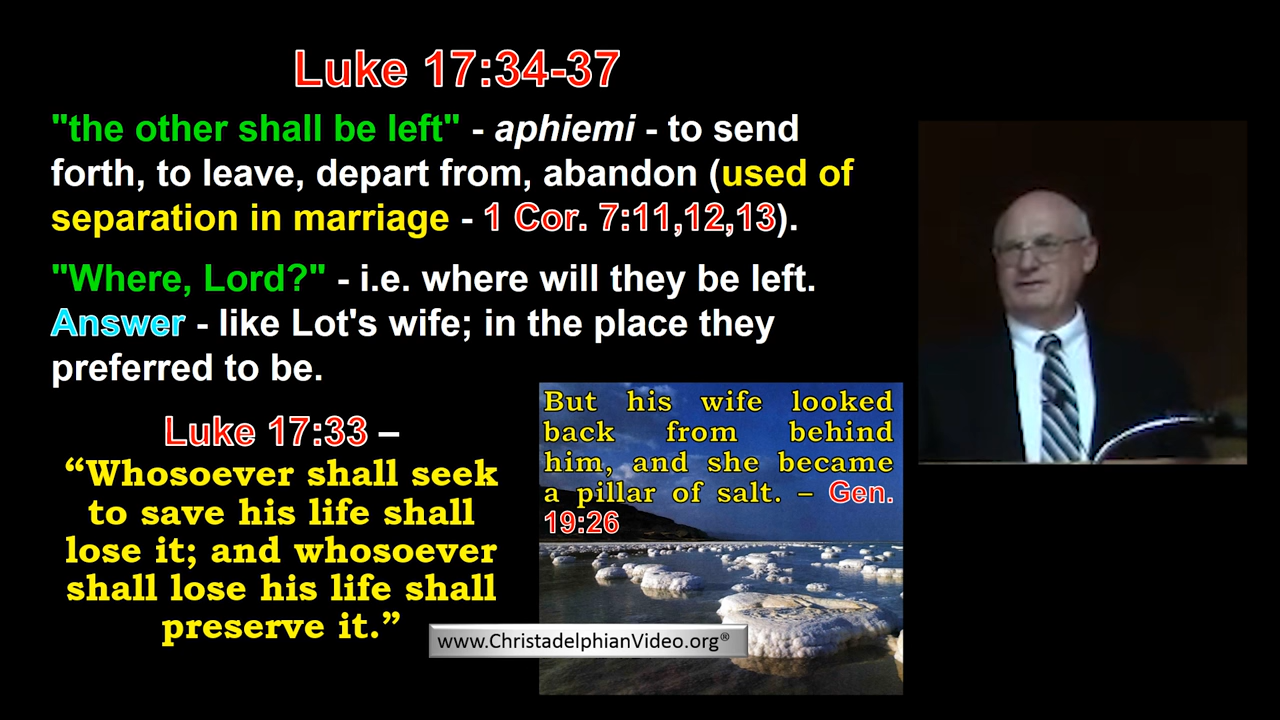 Luke 17:34-37
"the other shall be left" - aphiemi - to send
forth, to leave, depart from, abandon (used of
separation in marriage - 1 Cor. 7:11,12,13).
"Where, Lord?" - i.e. where will they be left.
Answer - like Lot's wife; in the place they
preferred to be.
Luke 17:33 –
“Whosoever shall seek
to save his life shall
lose it; and whosoever
shall lose his life shall
preserve it.”
But his wife looked
back from behind
him, and she became
a pillar of salt. – Gen.
19:26
www.ChristadelphianVideo.org®